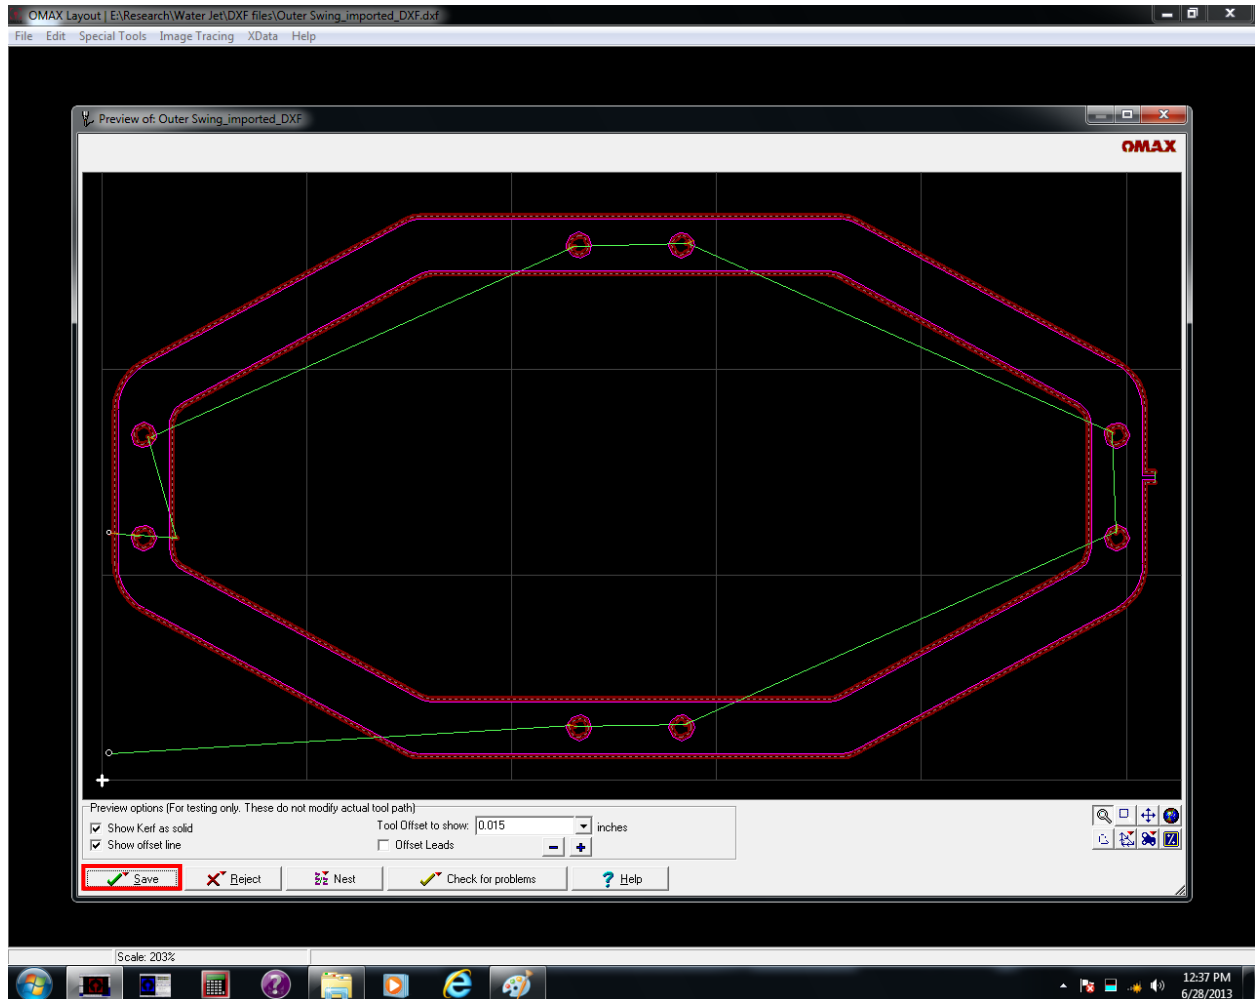 OMAX Layout | E:\Research\Water Jet\DXF files\Outer Swing_imported_DXF.dxf
File Edit Special Tools Image Tracing XData Help
Preview of: Outer Swing_imported_DXF
OMAX
Preview options (For testing only. These do not modify actual tool path)
Show Kerf as solid
Tool Offset to show: 0.015 inches
Show offset line
Offset Leads
Save Reject Nest Check for problems Help
Scale: 203%
12:37 PM
6/28/2013